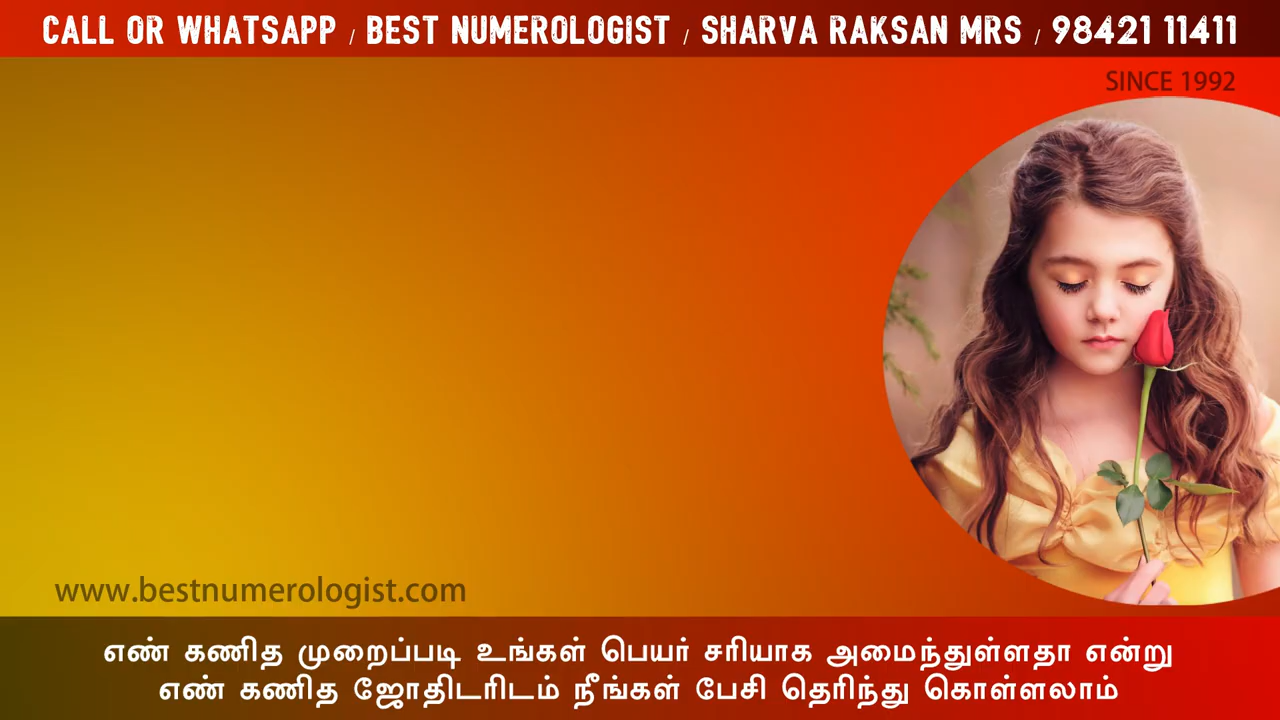 CALL OR WHATSAPP / BEST NUMEROLOGIST / SHARVA RAKSAN MRS / 98421 11411
SINCE 1992
www.bestnumerologist.com
எண் கணித முறைப்படி உங்கள் பெயர் சரியாக அமைந்துள்ளதா என்று
எண் கணித ஜோதிடரிடம் நீங்கள் பேசி தெரிந்து கொள்ளலாம்